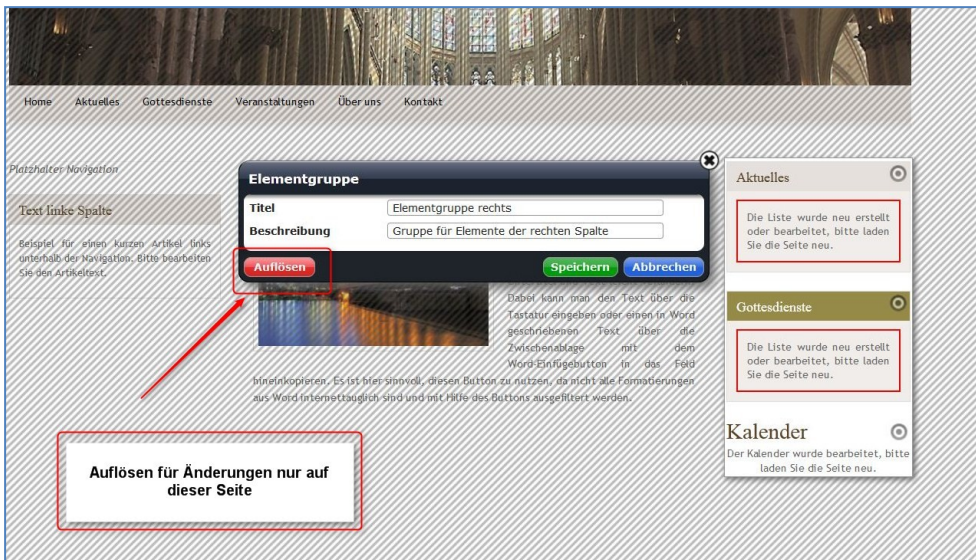 Home Aktuelles Gottesdienste Veranstaltungen Über uns Kontakt
Platzhalter Navigation
Text linke Spalte
Beispiel für einen kurzen Artikel links
unterhalb der Navigation. Bitte bearbeiten
Sie den Artikeltext.
Elementgruppe
Titel Elementgruppe rechts
Beschreibung Gruppe für Elemente der rechten Spalte
Auflösen Speichern Abbrechen
Dabei kann man den Text über die
Tastatur eingeben oder einen in Word
geschriebenen Text über die
Zwischenablage mit dem
Word-Einfügebutton in das Feld
hineinkopieren. Es ist hier sinnvoll, diesen Button zu nutzen, da nicht alle Formatierungen
aus Word internettauglich sind und mit Hilfe des Buttons ausgefiltert werden.
Aktuelles
Die Liste wurde neu erstellt
oder bearbeitet, bitte laden
Sie die Seite neu.
Gottesdienste
Die Liste wurde neu erstellt
oder bearbeitet, bitte laden
Sie die Seite neu.
Kalender
Der Kalender wurde bearbeitet, bitte
laden Sie die Seite neu.
Auflösen für Änderungen nur auf
dieser Seite